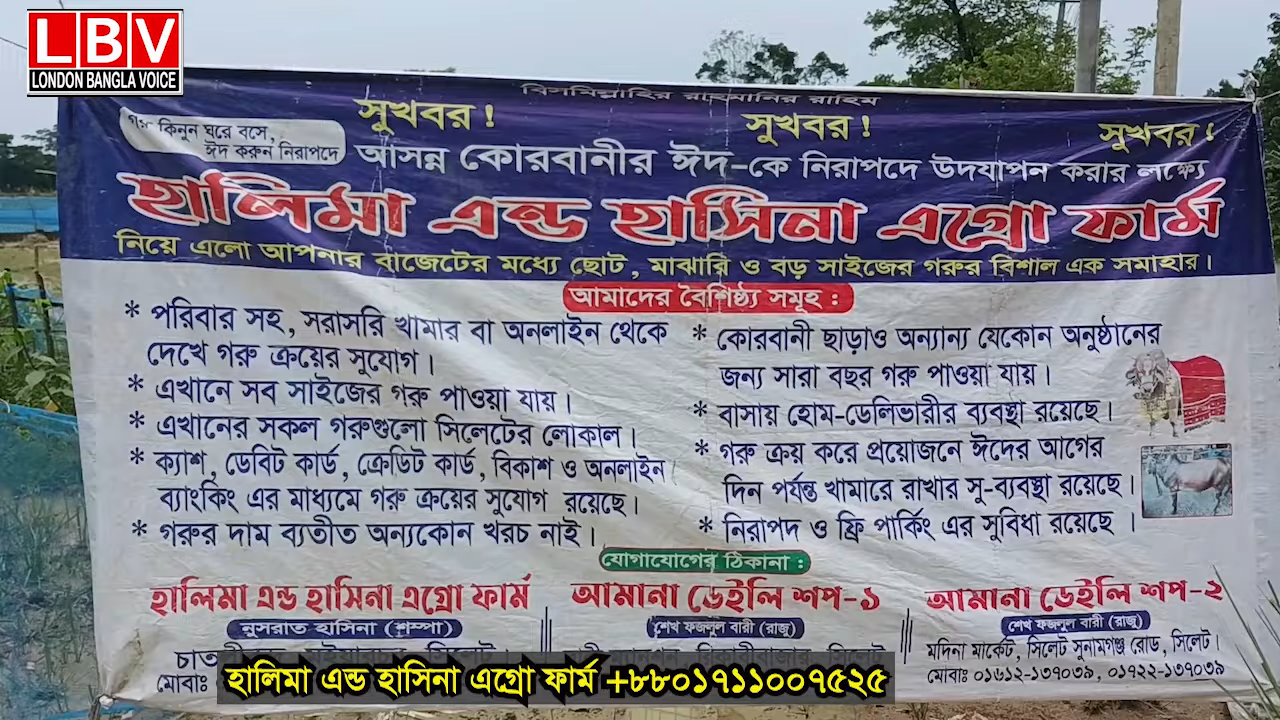 LBV
LONDON BANGLA VOICE
বিসমিল্লাহির রাহমানির রাহিম
সুখবর ! সুখবর ! সুখবর !
গরু কিনুন ঘরে বসে,
ঈদ করুন নিরাপদে
আসন্ন কোরবানীর ঈদ-কে নিরাপদে উদযাপন করার লক্ষ্যে
হালিমা এন্ড হাসিনা এগ্রো ফার্ম
নিয়ে এলো আপনার বাজেটের মধ্যে ছোট, মাঝারি ও বড় সাইজের গরুর বিশাল এক সমাহার।
আমাদের বৈশিষ্ঠ্য সমূহ :
* পরিবার সহ, সরাসরি খামার বা অনলাইন থেকে
দেখে গরু ক্রয়ের সুযোগ।
* এখানে সব সাইজের গরু পাওয়া যায়।
* এখানের সকল গরুগুলো সিলেটের লোকাল।
* ক্যাশ, ডেবিট কার্ড, ক্রেডিট কার্ড, বিকাশ ও অনলাইন
ব্যাংকিং এর মাধ্যমে গরু ক্রয়ের সুযোগ রয়েছে।
* গরুর দাম ব্যতীত অন্যকোন খরচ নাই।
* কোরবানী ছাড়াও অন্যান্য যেকোন অনুষ্ঠানের
জন্য সারা বছর গরু পাওয়া যায়।
* বাসায় হোম-ডেলিভারীর ব্যবস্থা রয়েছে।
* গরু ক্রয় করে প্রয়োজনে ঈদের আগের
দিন পর্যন্ত খামারে রাখার সু-ব্যবস্থা রয়েছে।
* নিরাপদ ও ফ্রি পার্কিং এর সুবিধা রয়েছে ।
যোগাযোগের ঠিকানা :
হালিমা এন্ড হাসিনা এগ্রো ফার্ম
নুসরাত হাসিনা (শম্পা)
মোবাঃ
আমানা ডেইলি শপ-১
শেখ ফজলুল বারী (রাজু)
আমানা ডেইলি শপ-২
শেখ ফজলুল বারী (রাজু)
মদিনা মার্কেট, সিলেট সুনামগঞ্জ রোড, সিলেট।
মোবাঃ ০১৬১২-১৩৭০৩৯, ০১৭২২-১৩৭০৩৯
হালিমা এন্ড হাসিনা এগ্রো ফার্ম +৮৮০১৭১১০০৭৫২৫